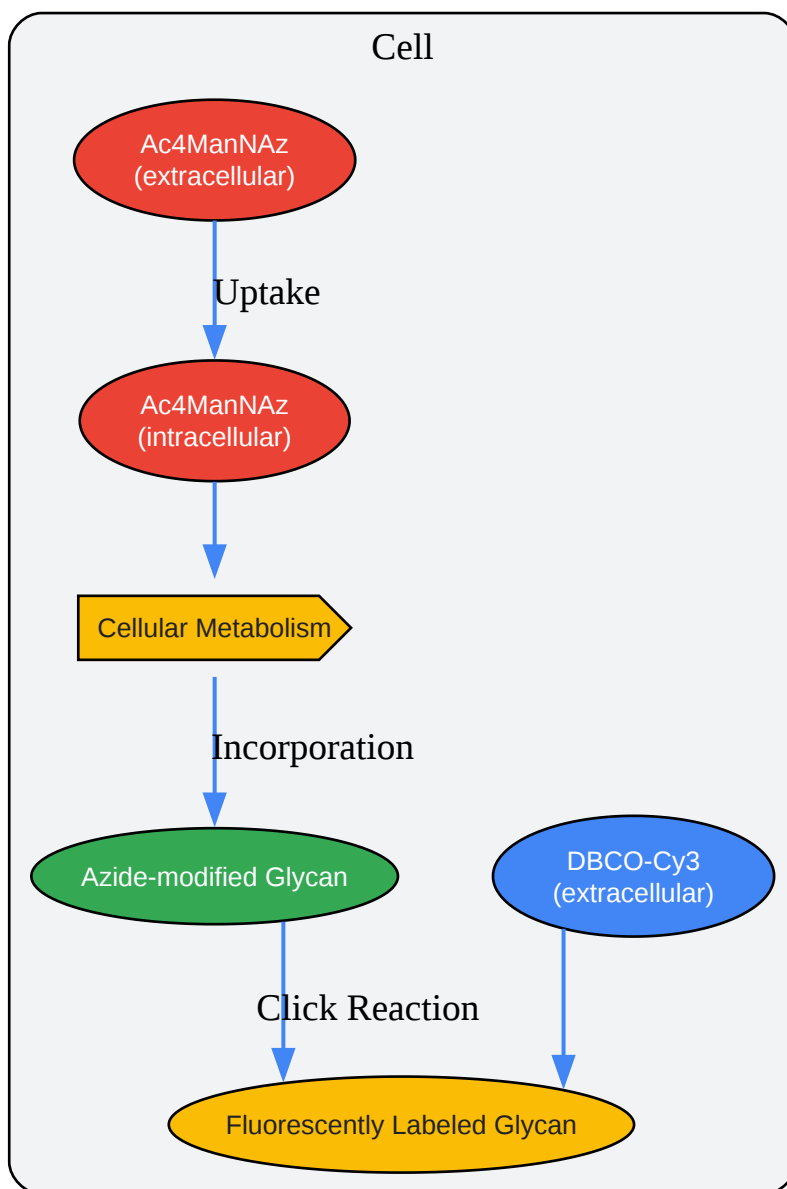 Cell
Ac4ManNAz
(extracellular)
Uptake
Ac4ManNAz
(intracellular)
Cellular Metabolism
Incorporation
Azide-modified Glycan
DBCO-Cy3
(extracellular)
Click Reaction
Fluorescently Labeled Glycan